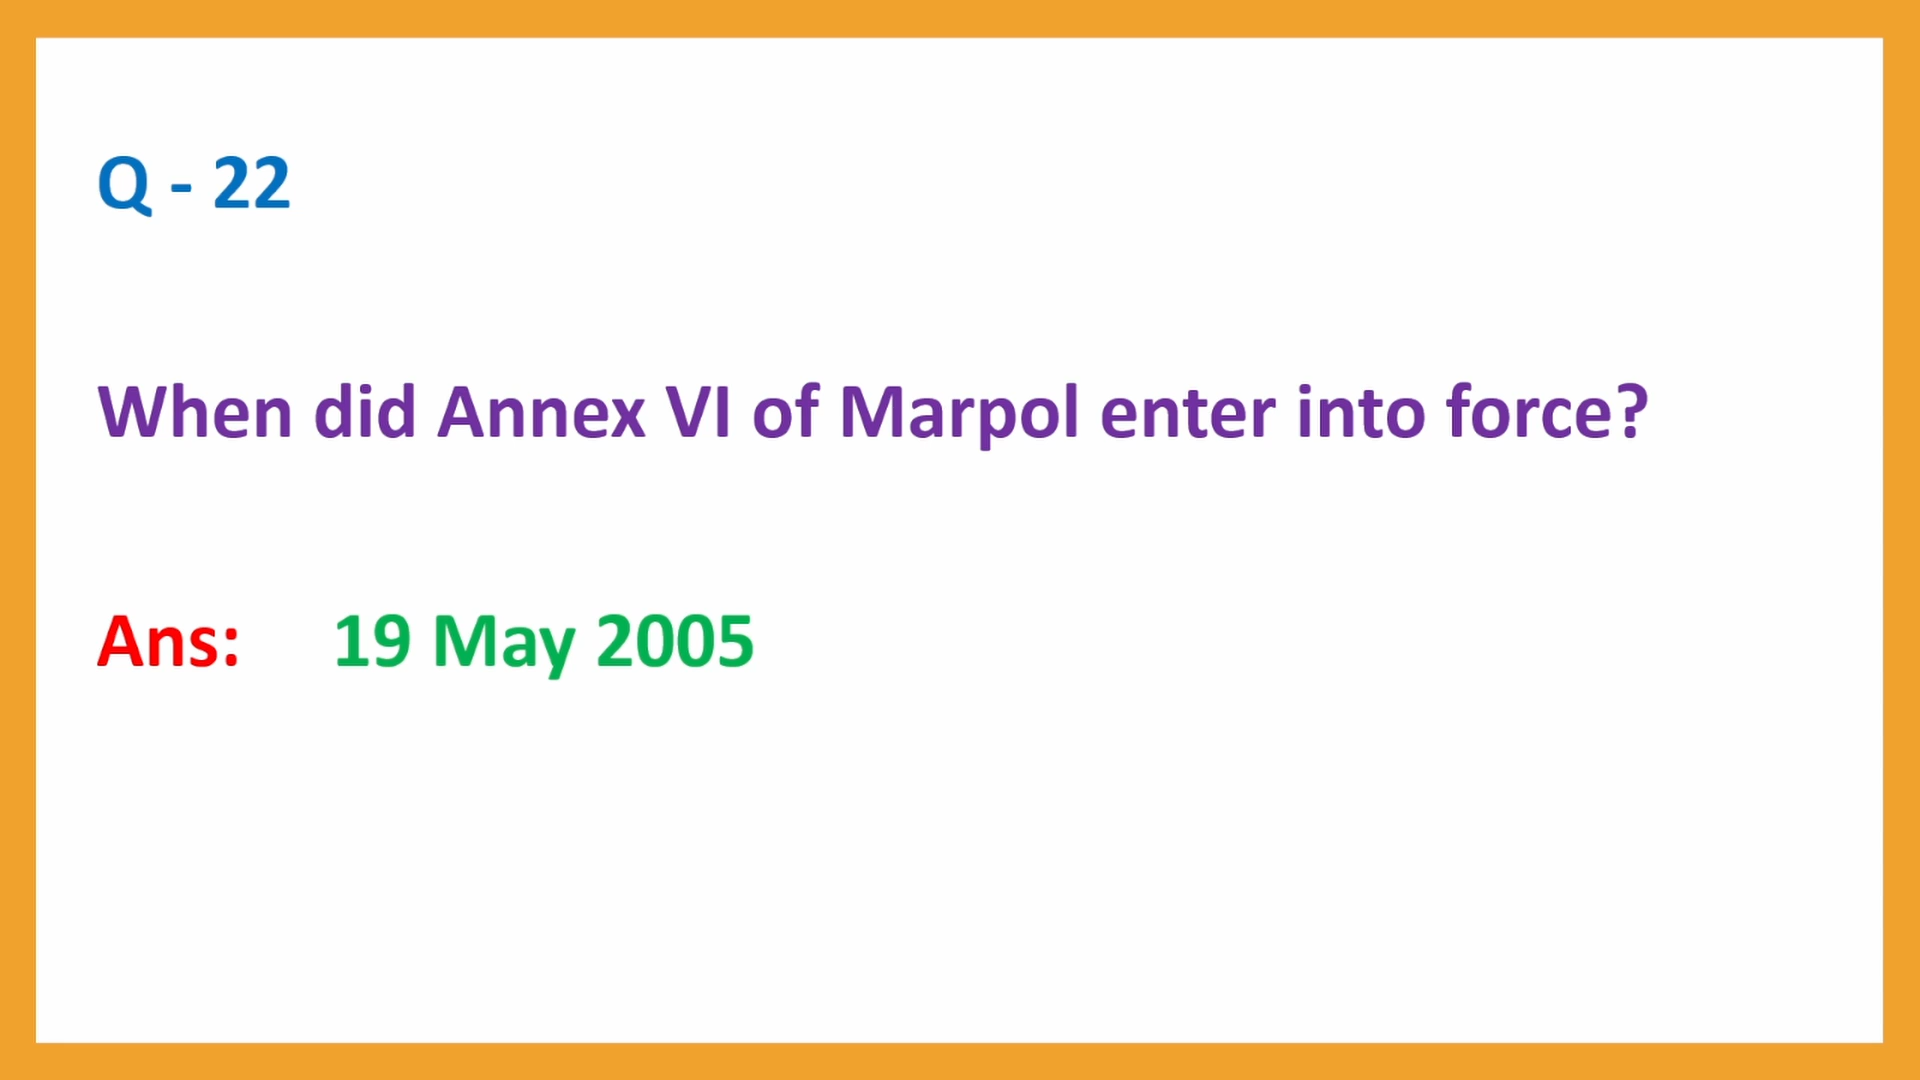 Q - 22
When did Annex VI of Marpol enter into force?
Ans: 19 May 2005